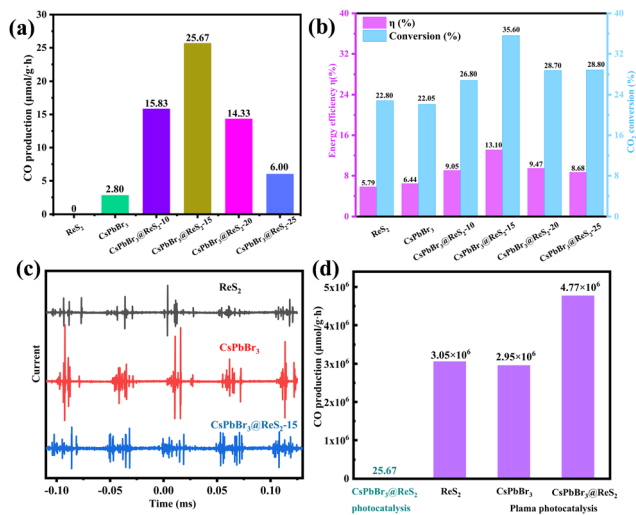 (a)
CO production (μmol/g·h)
30
25
20
15
10
5
0
0
2.80
15.83
25.67
14.33
6.00
ReS₂
CsPbBr₃
CsPbBr₃@ReS₂-10
CsPbBr₃@ReS₂-15
CsPbBr₃@ReS₂-20
CsPbBr₃@ReS₂-25
(b)
η (%)
Conversion (%)
Energy efficiency η(%)
40
32
24
16
8
0
CO₂ conversion (%)
40
32
24
16
8
0
5.79
22.80
6.44
22.05
9.05
26.80
13.10
35.60
9.47
28.70
8.68
28.80
ReS₂
CsPbBr₃
CsPbBr₃@ReS₂-10
CsPbBr₃@ReS₂-15
CsPbBr₃@ReS₂-20
CsPbBr₃@ReS₂-25
(c)
Current
ReS₂
CsPbBr₃
CsPbBr₃@ReS₂-15
-0.10
-0.05
0.00
0.05
0.10
Time (ms)
(d)
CO production (μmol/g·h)
5×10⁶
4×10⁶
3×10⁶
2×10⁶
1×10⁶
0
25.67
3.05×10⁶
2.95×10⁶
4.77×10⁶
CsPbBr₃@ReS₂
photocatalysis
ReS₂
CsPbBr₃
CsPbBr₃@ReS₂
Plama photocatalysis